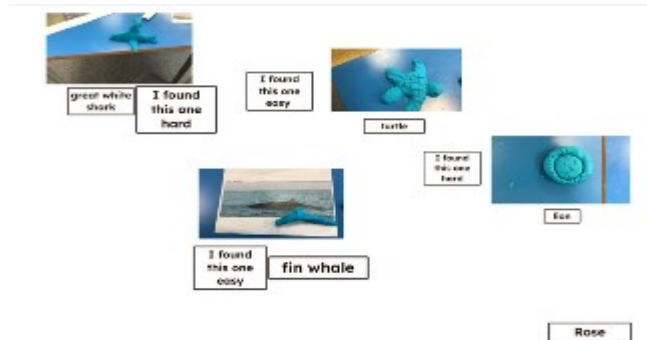 great white
shark
I found
this one
hard
I found
this one
easy
turtle
I found
this one
hard
lion
I found
this one
easy
fin whale
Rose